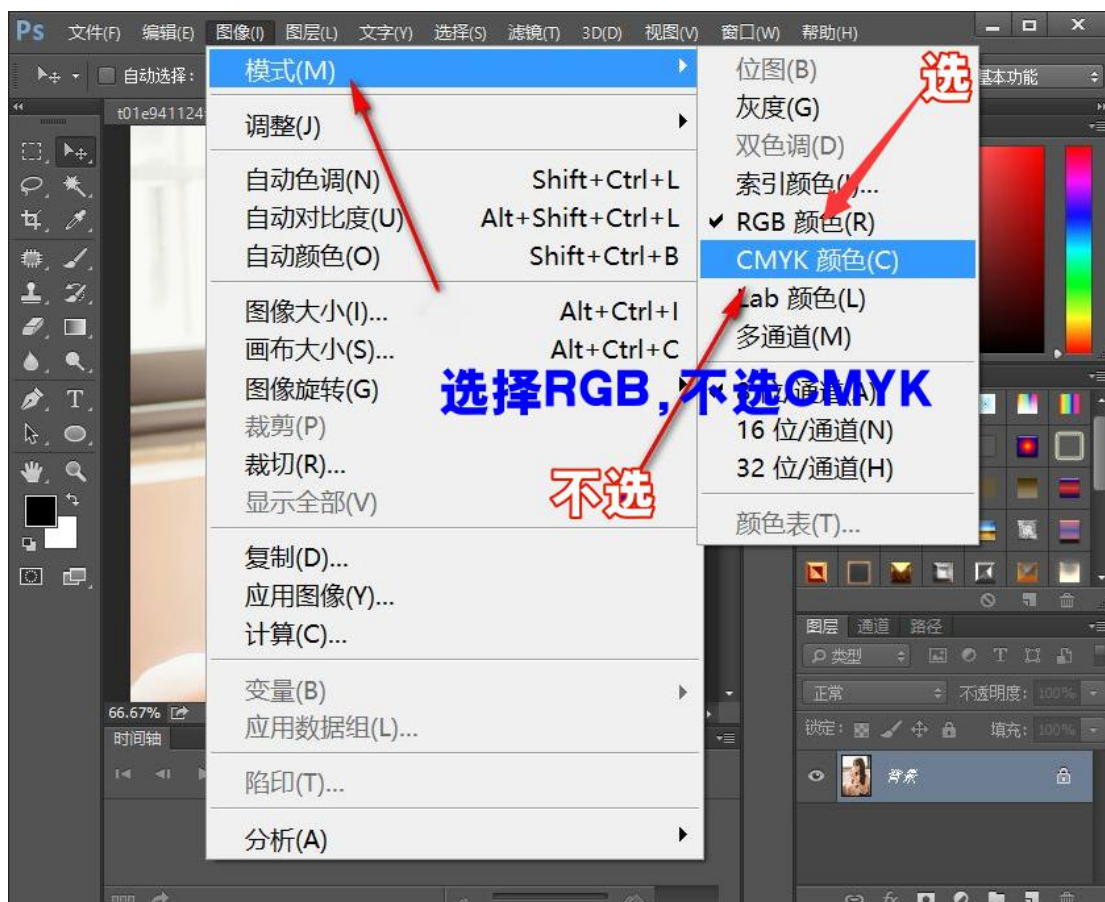 Ps 文件(F) 编辑(E) 图像(I) 图层(L) 文字(Y) 选择(S) 滤镜(T) 3D(D) 视图(V) 窗口(W) 帮助(H)
自动选择: 基本功能
t01e941124
模式(M)
调整(J)
自动色调(N) Shift+Ctrl+L
自动对比度(U) Alt+Shift+Ctrl+L
自动颜色(O) Shift+Ctrl+B
图像大小(I)... Alt+Ctrl+I
画布大小(S)... Alt+Ctrl+C
图像旋转(G)
裁剪(P)
裁切(R)...
显示全部(V)
复制(D)...
应用图像(Y)...
计算(C)...
变量(B)
应用数据组(L)...
陷印(T)...
分析(A)
位图(B)
灰度(G)
双色调(D)
索引颜色(I)...
RGB 颜色(R)
CMYK 颜色(C)
Lab 颜色(L)
多通道(M)
16 位/通道(N)
32 位/通道(H)
颜色表(T)...
选
选择RGB,不选CMYK
不选
66.67%
时间轴
图层 通道 路径
类型
正常 不透明度: 100%
锁定: 填充: 100%
背景
fx